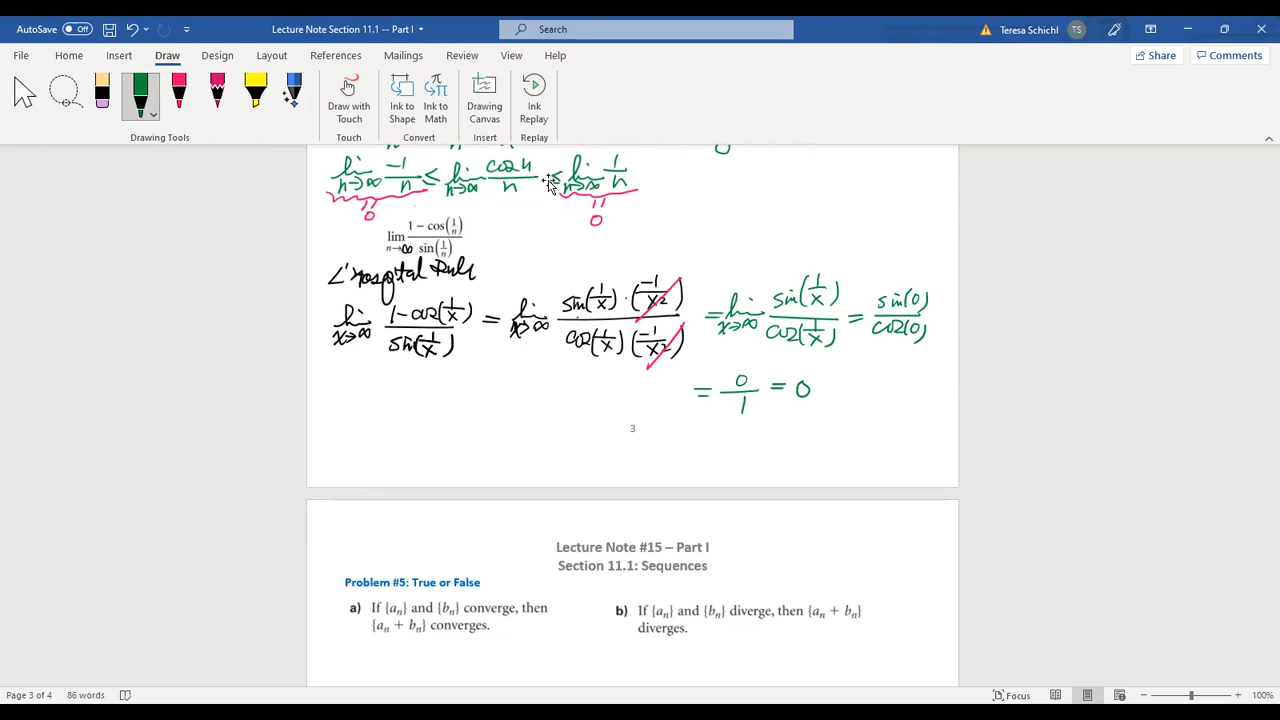 AutoSave Off Lecture Note Section 11.1 -- Part I Search Teresa Schichl TS
File Home Insert Draw Design Layout References Mailings Review View Help Share Comments
Draw with Touch Ink to Shape Ink to Math Drawing Canvas Ink Replay
Drawing Tools Touch Convert Insert Replay
lim n→∞ -1/n ≤ lim n→∞ cos n/n ≤ lim n→∞ 1/n
0 0
lim n→∞ 1 − cos(1/n) / sin(1/n)
L'Hospital Rule
lim x→∞ 1-cos(1/x) / sin(1/x) = lim x→∞ sin(1/x)·(-1/x²) / cos(1/x)(-1/x²) = lim x→∞ sin(1/x) / cos(1/x) = sin(0) / cos(0)
= 0/1 = 0
3
Lecture Note #15 – Part I
Section 11.1: Sequences
Problem #5: True or False
a) If {aₙ} and {bₙ} converge, then
{aₙ + bₙ} converges.
b) If {aₙ} and {bₙ} diverge, then {aₙ + bₙ}
diverges.
Page 3 of 4 86 words Focus 100%